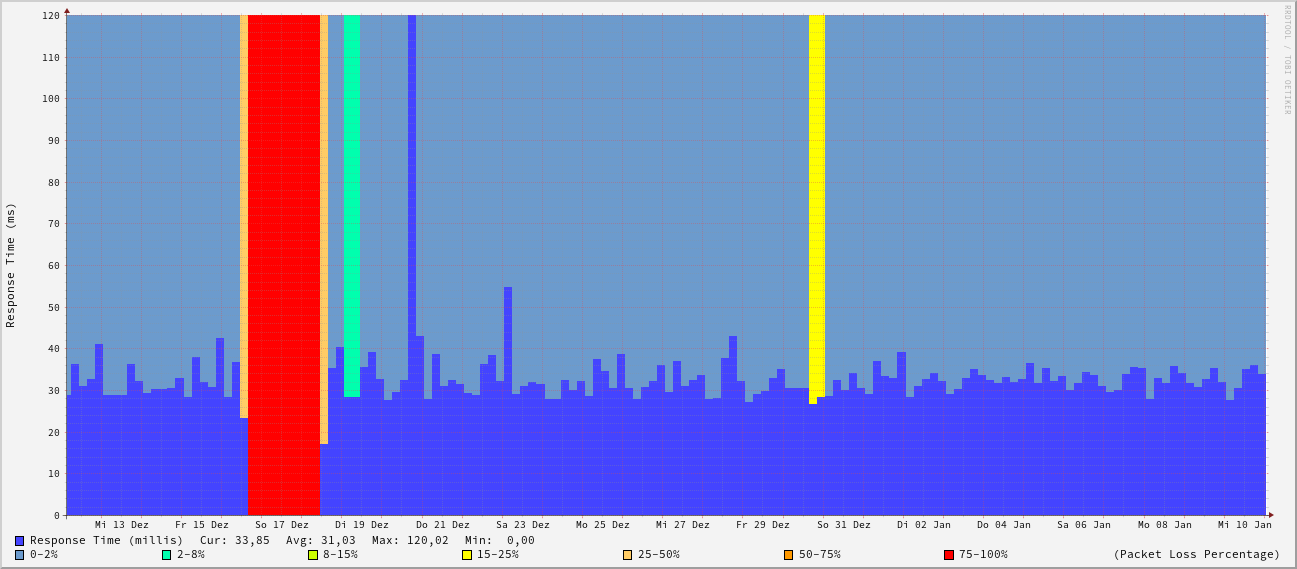 RRDTOOL / TOBI OETIKER
Response Time (ms)
120
110
100
90
80
70
60
50
40
30
20
10
0
Mi 13 Dez Fr 15 Dez So 17 Dez Di 19 Dez Do 21 Dez Sa 23 Dez Mo 25 Dez Mi 27 Dez Fr 29 Dez So 31 Dez Di 02 Jan Do 04 Jan Sa 06 Jan Mo 08 Jan Mi 10 Jan
Response Time (millis) Cur: 33,85 Avg: 31,03 Max: 120,02 Min: 0,00
0-2% 2-8% 8-15% 15-25% 25-50% 50-75% 75-100% (Packet Loss Percentage)